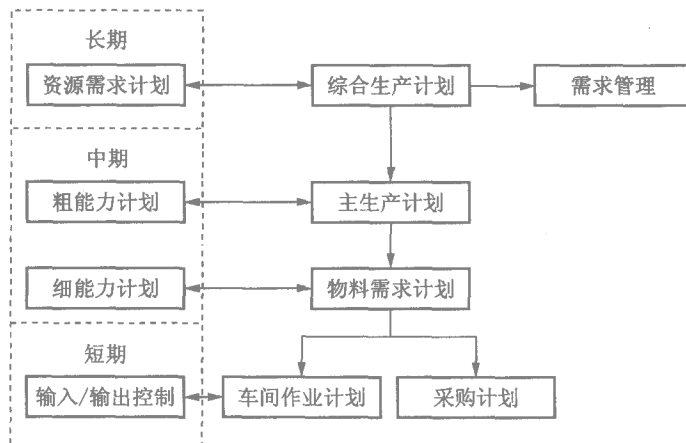 长期
资源需求计划
综合生产计划
需求管理
中期
粗能力计划
主生产计划
细能力计划
物料需求计划
短期
输入/输出控制
车间作业计划
采购计划